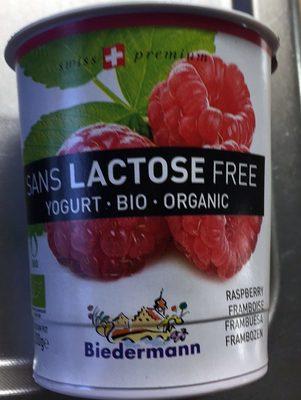 swiss premium
SANS LACTOSE FREE
YOGURT · BIO · ORGANIC
RASPBERRY
FRAMBOISE
FRAMBUESA
FRAMBOZEN
Biedermann